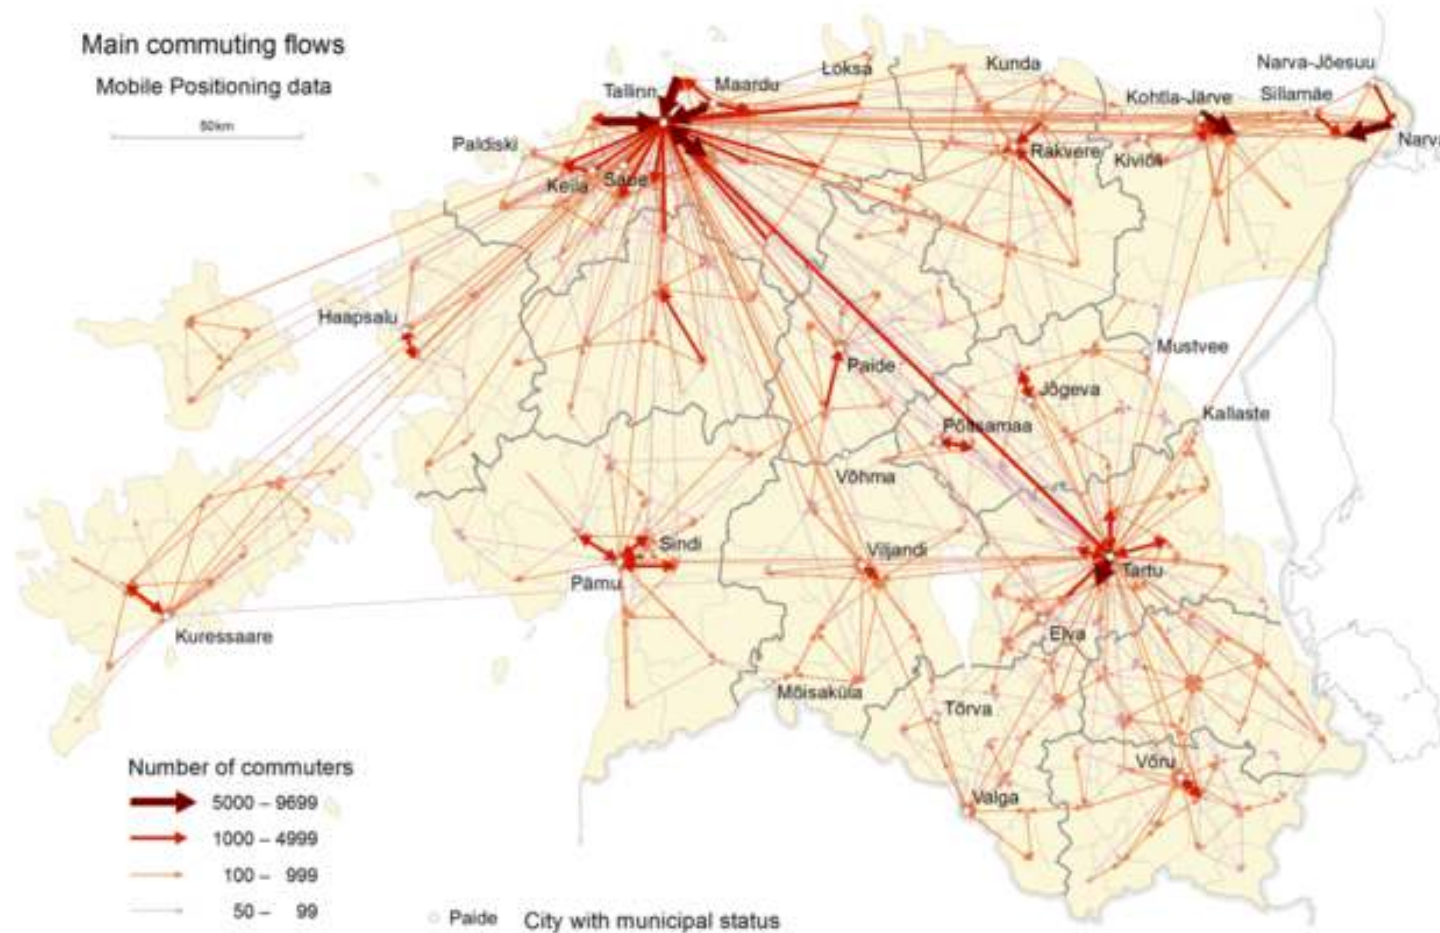 Main commuting flows
Mobile Positioning data
50km
Loksa
Kunda
Narva-Jõesuu
Tallinn
Maardu
Kohtla-Järve
Sillamäe
Paldiski
Rakvere
Kiviõli
Narva
Keila
Saue
Haapsalu
Mustvee
Paide
Jõgeva
Kallaste
Põltsamaa
Võhma
Sindi
Viljandi
Pärnu
Tartu
Kuressaare
Elva
Mõisaküla
Tõrva
Number of commuters
Võru
5000 – 9699
Valga
1000 – 4999
100 – 999
50 – 99
Paide City with municipal status